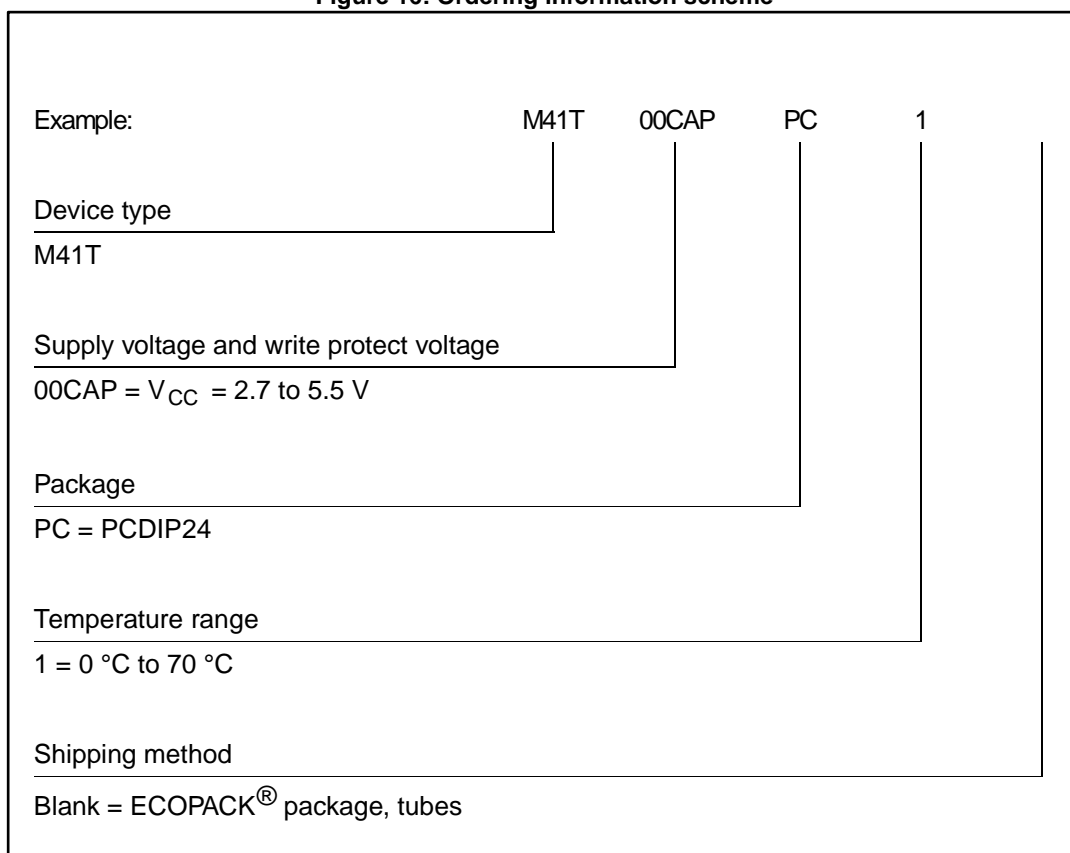 Figure 16. Ordering information scheme
Example: M41T 00CAP PC 1
Device type
M41T
Supply voltage and write protect voltage
00CAP = VCC = 2.7 to 5.5 V
Package
PC = PCDIP24
Temperature range
1 = 0 °C to 70 °C
Shipping method
Blank = ECOPACK® package, tubes